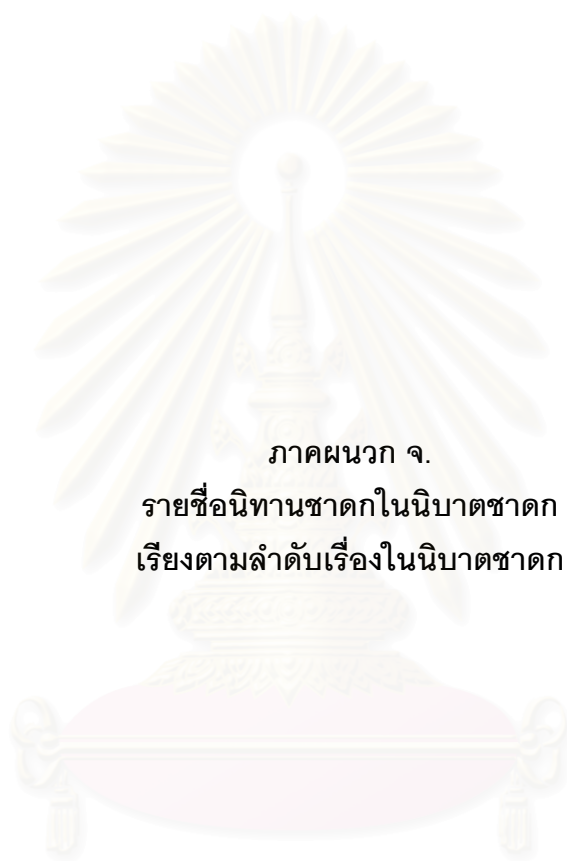 ภาคผนวก จ.
รายชื่อนิทานชาดกในนิบาตชาดก
เรียงตามลำดับเรื่องในนิบาตชาดก